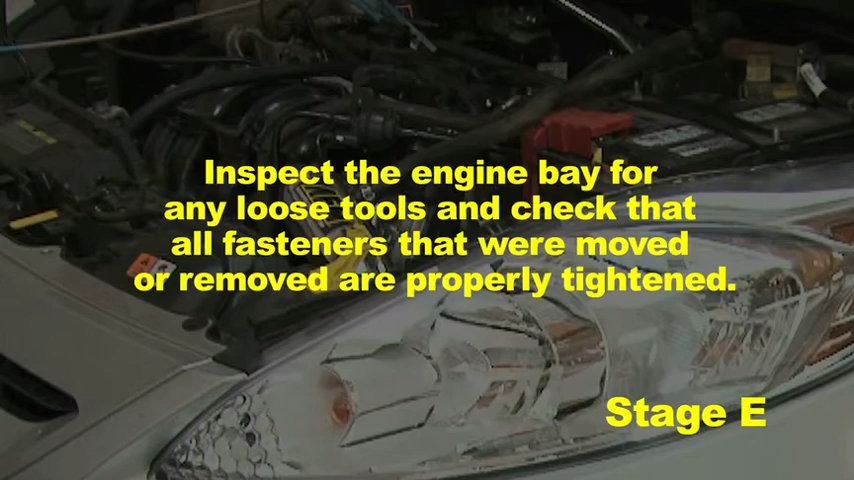 Inspect the engine bay for
any loose tools and check that
all fasteners that were moved
or removed are properly tightened.
Stage E